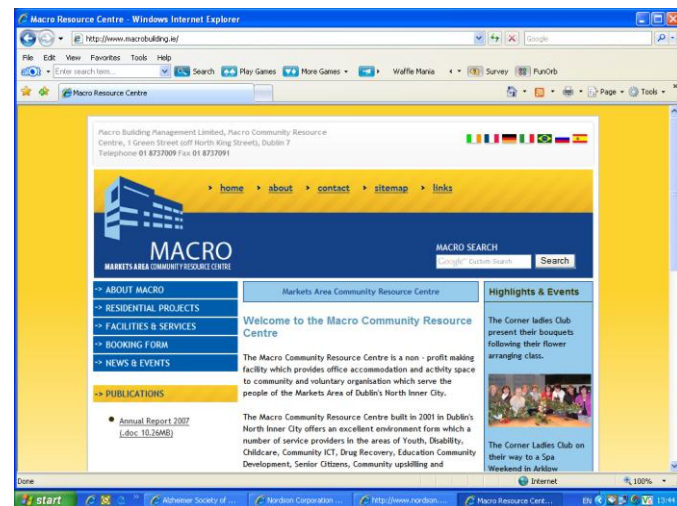 Macro Resource Centre - Windows Internet Explorer
http://www.macrobuilding.ie/
Google
File Edit View Favorites Tools Help
Enter search term...
Search
Play Games
More Games
Waffle Mania
Survey
FunOrb
Macro Resource Centre
Page
Tools
Macro Building Management Limited, Macro Community Resource
Centre, 1 Green Street (off North King Street), Dublin 7
Telephone 01 8737009 Fax 01 8737091
home about contact sitemap links
MACRO
MARKETS AREA COMMUNITY RESOURCE CENTRE
MACRO SEARCH
Google™ Custom Search
Search
-> ABOUT MACRO
-> RESIDENTIAL PROJECTS
-> FACILITIES & SERVICES
-> BOOKING FORM
-> NEWS & EVENTS
-> PUBLICATIONS
Annual Report 2007
(.doc 10.26MB)
Markets Area Community Resource Centre
Welcome to the Macro Community Resource
Centre
The Macro Community Resource Centre is a non - profit making
facility which provides office accommodation and activity space
to community and voluntary organisation which serve the
people of the Markets Area of Dublin's North Inner City.
The Macro Community Resource Centre built in 2001 in Dublin's
North Inner City offers an excellent environment form which a
number of service providers in the areas of Youth, Disability,
Childcare, Community ICT, Drug Recovery, Education Community
Development, Senior Citizens, Community upskilling and
Highlights & Events
The Corner ladies Club
present their bouquets
following their flower
arranging class.
The Corner Ladies Club on
their way to a Spa
Weekend in Arklow
Done
Internet
100%
start
Alzheimer Society of ...
Nordson Corporation ...
http://www.nordson....
Macro Resource Cent...
EN
13:44